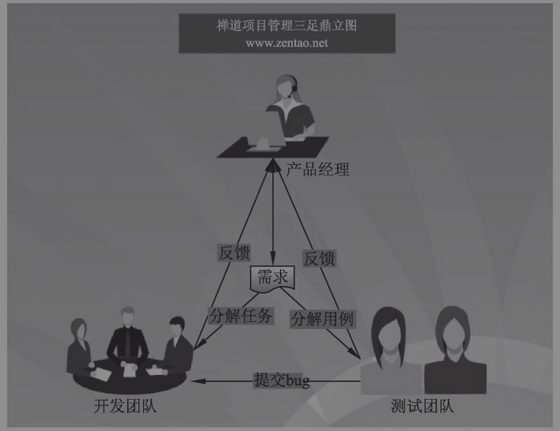 禅道项目管理三足鼎立图
www.zentao.net
产品经理
反馈
反馈
需求
分解任务
分解用例
提交bug
开发团队
测试团队